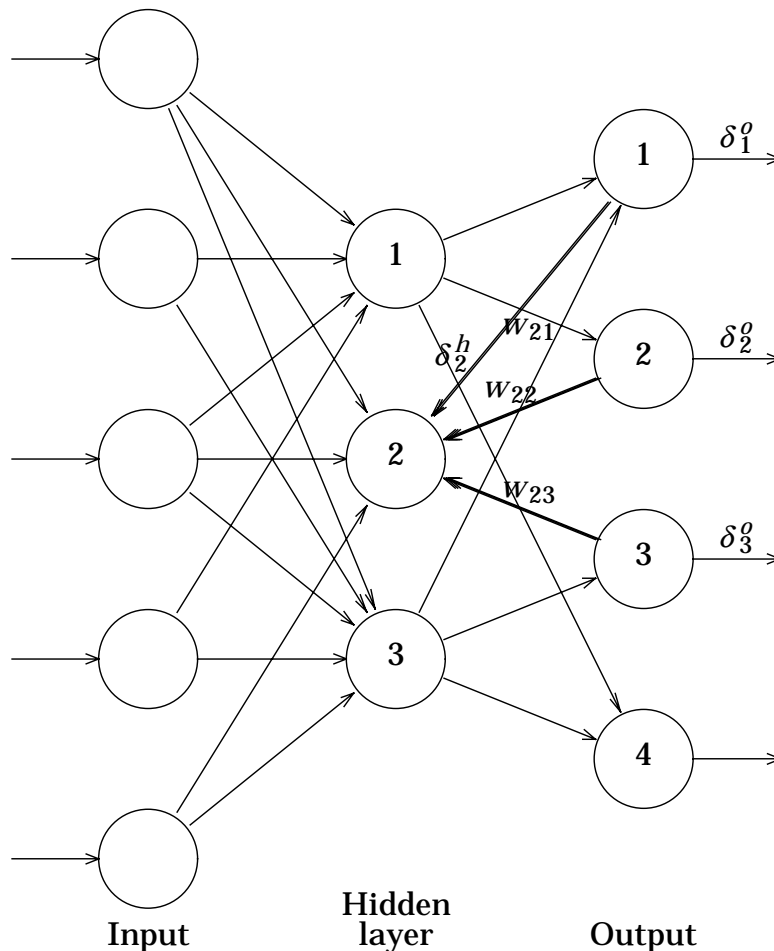 1
δ₁ᵒ
1
w₂₁
2
δ₂ᵒ
δ₂ʰ
w₂₂
2
w₂₃
3
δ₃ᵒ
3
4
Input
Hidden
layer
Output